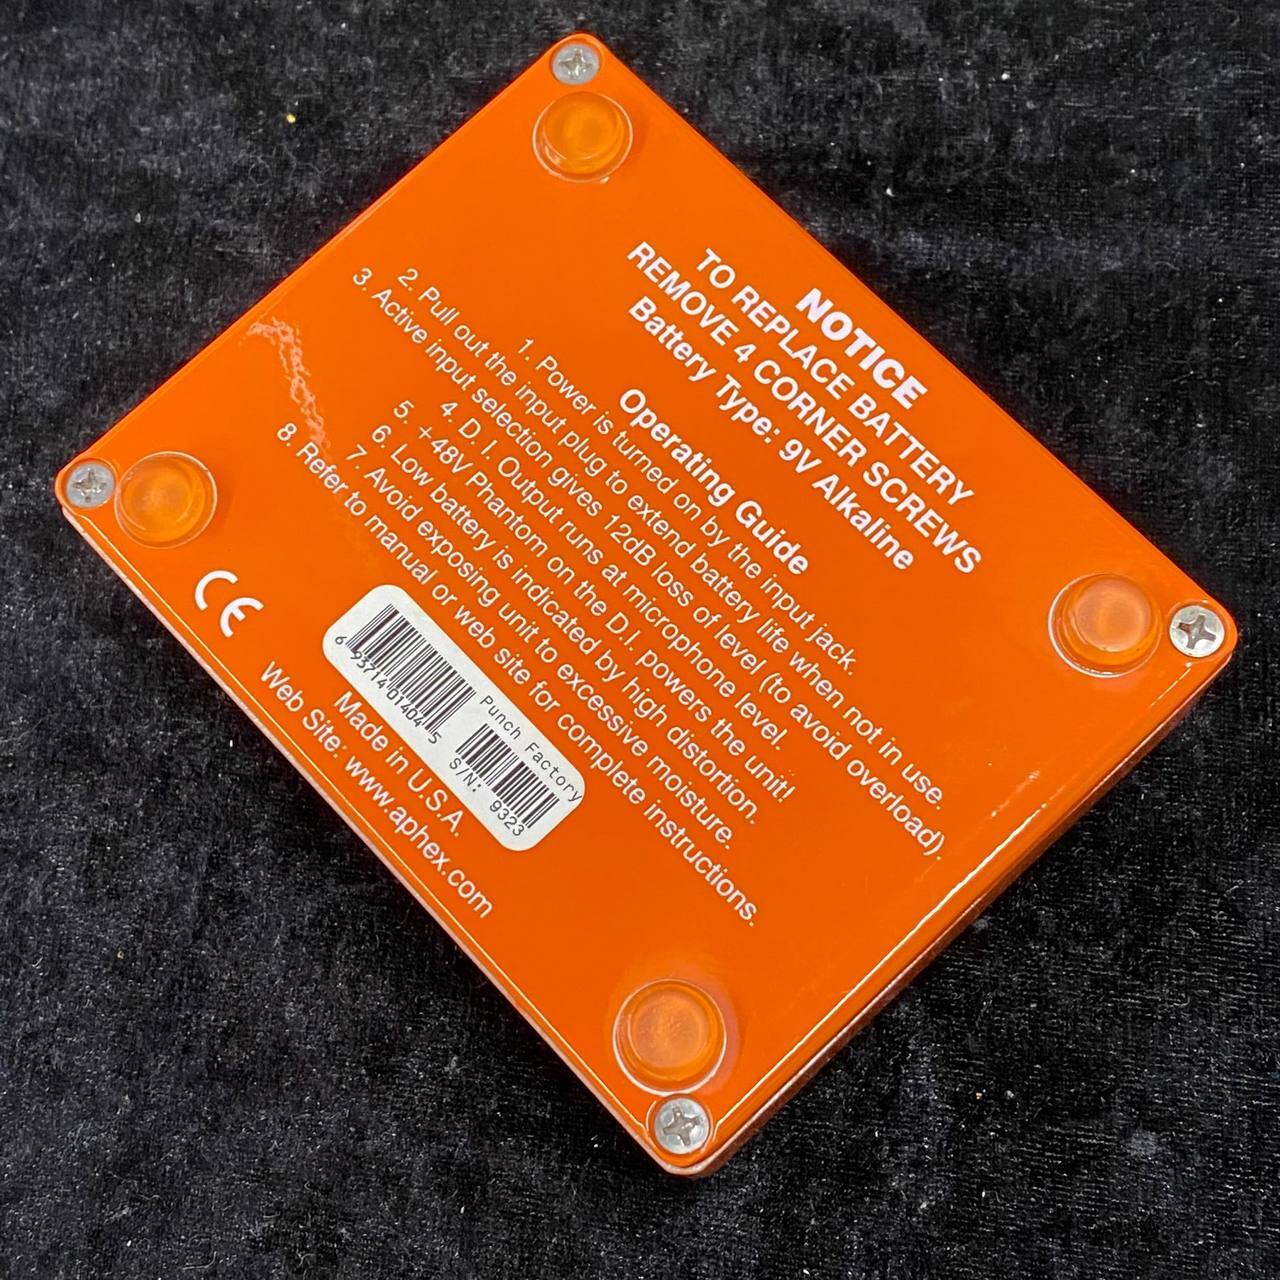 NOTICE
TO REPLACE BATTERY
REMOVE 4 CORNER SCREWS
Battery Type: 9V Alkaline
Operating Guide
1. Power is turned on by the input jack.
2. Pull out the input plug to extend battery life when not in use.
3. Active input selection gives 12dB loss of level (to avoid overload).
4. D.I. Output runs at microphone level.
5. +48V Phantom on the D.I. powers the unit!
6. Low battery is indicated by high distortion.
7. Avoid exposing unit to excessive moisture.
8. Refer to manual or web site for complete instructions.
Punch Factory
6 93714 01404 5
S/N: 9323
CE
Made in U.S.A.
Web Site: www.aphex.com